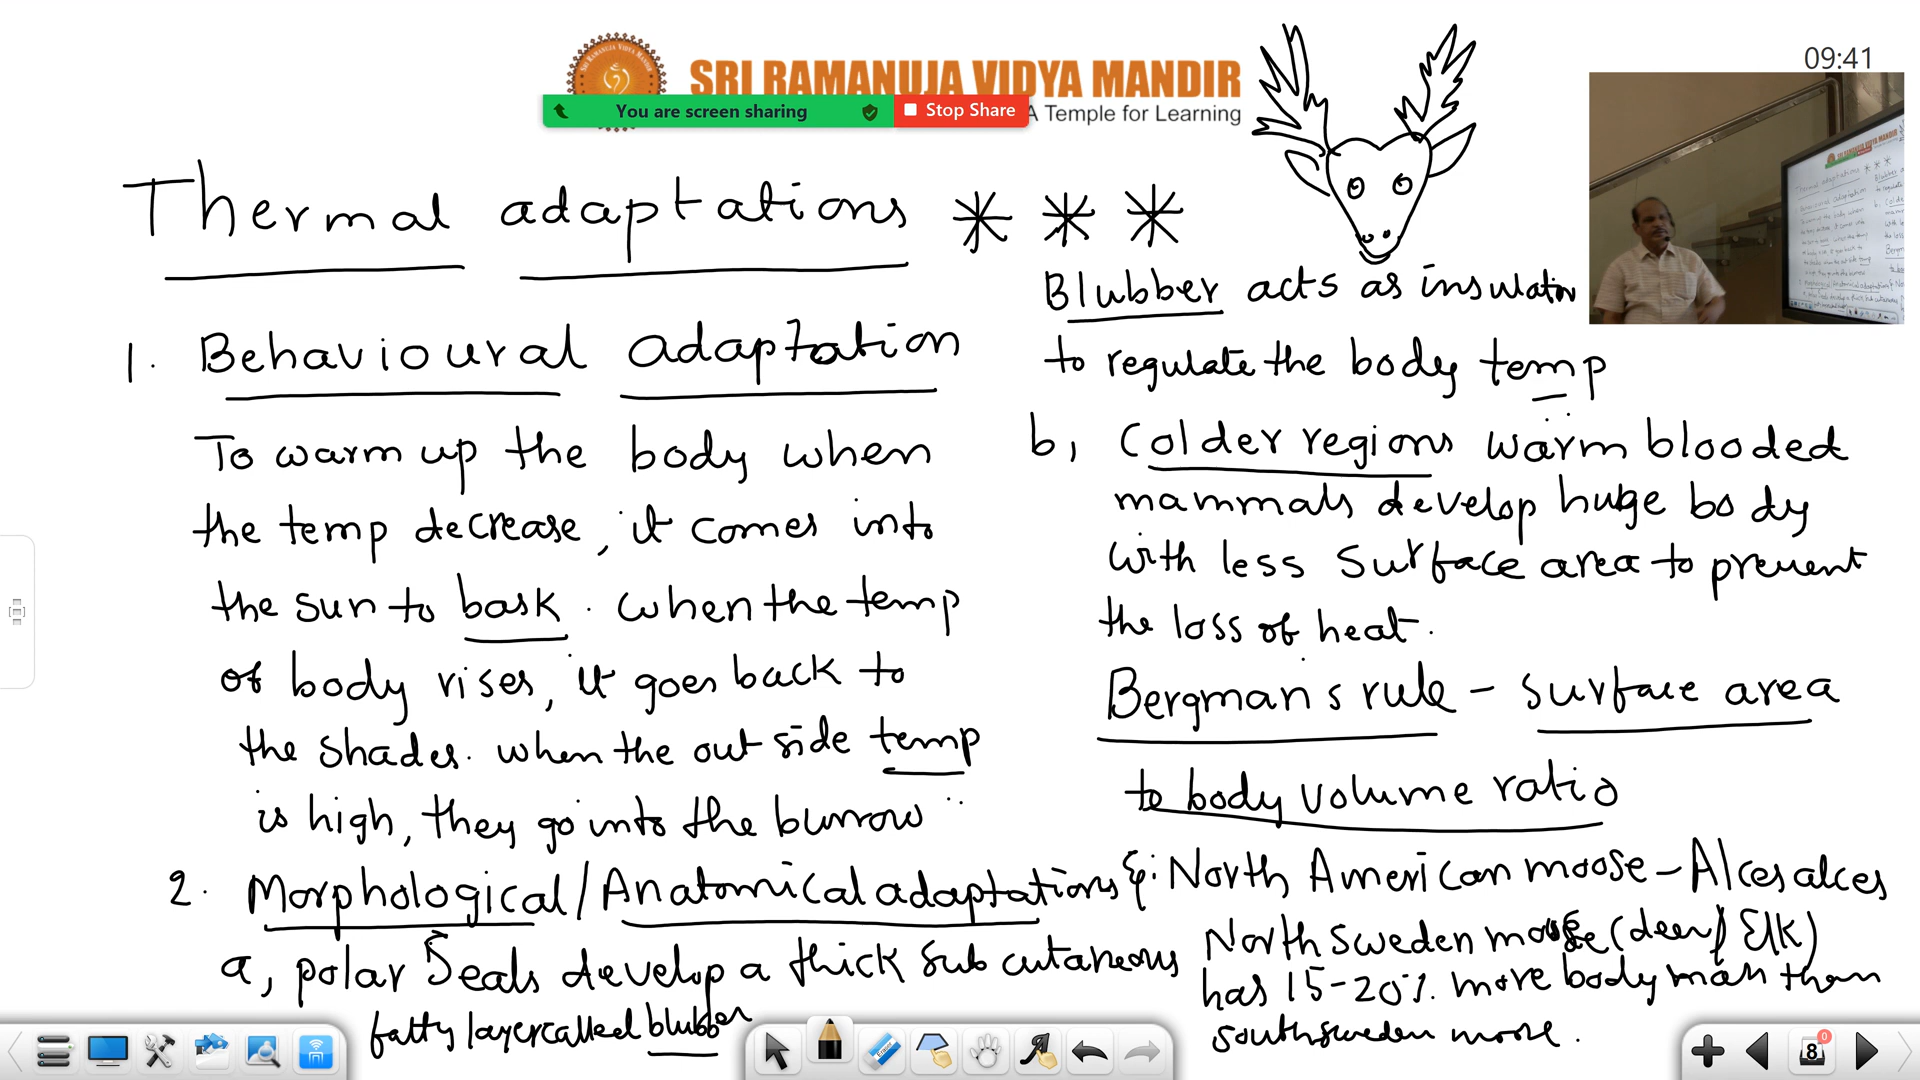 SRI RAMANUJA VIDYA MANDIR
A Temple for Learning
You are screen sharing
Stop Share
09:41
Thermal adaptations ***
1. Behavioural adaptation
To warm up the body when
the temp decrease, it comes into
the sun to bask. when the temp
of body rises, it goes back to
the shades. when the out side temp
is high, they go into the burrow
2. Morphological/Anatomical adaptations
a, polar Seals develop a thick Sub cutaneous
fatty layer called blubber
Blubber acts as insulator
to regulate the body temp
b, Colder regions warm blooded
mammals develop huge body
with less surface area to prevent
the loss of heat.
Bergman's rule - surface area
to body volume ratio
North American moose - Alces alces
North Sweden moose (deer/Elk)
has 15-20% more body mass than
south sweden moose.
Eraser
8
0